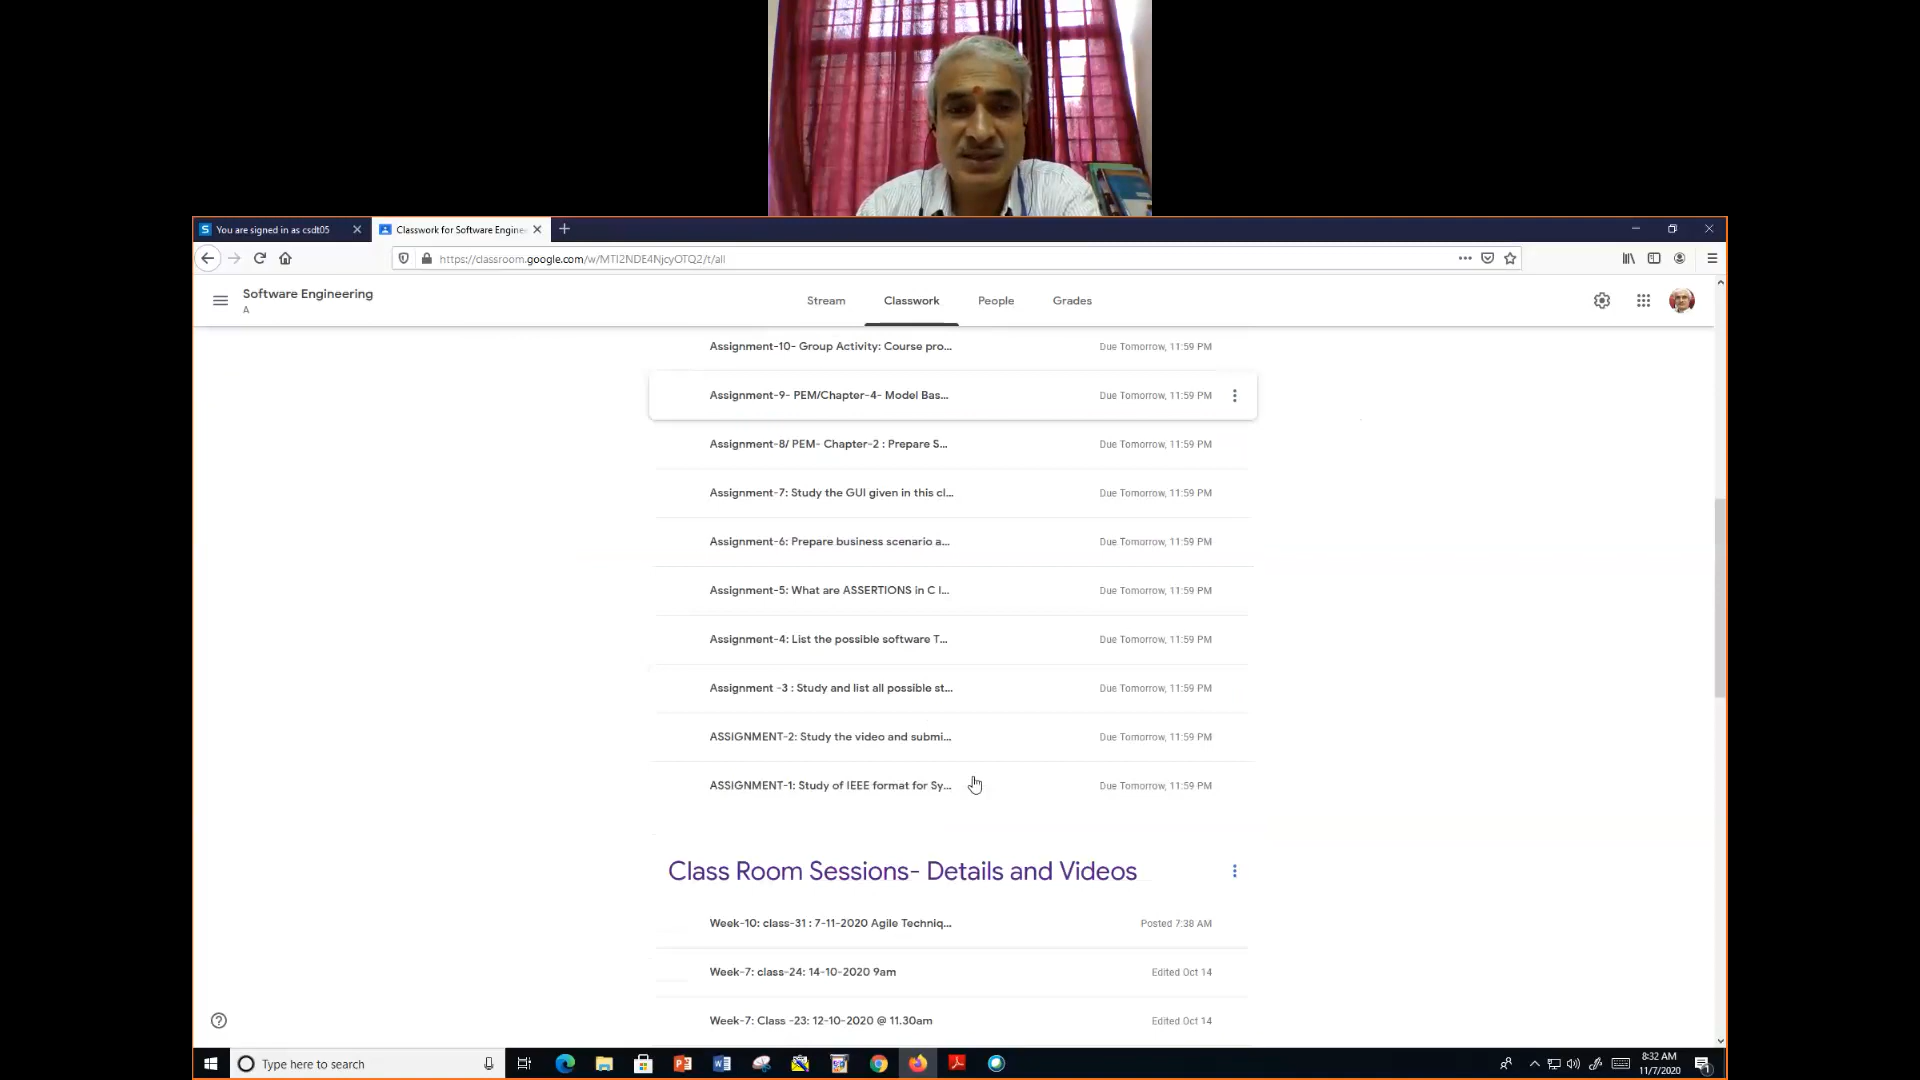 You are signed in as csdt05
Classwork for Software Engine
https://classroom.google.com/w/MTI2NDE4NjcyOTQ2/t/all
Software Engineering
A
Stream
Classwork
People
Grades
Assignment-10- Group Activity: Course pro...
Due Tomorrow, 11:59 PM
Assignment-9- PEM/Chapter-4- Model Bas...
Due Tomorrow, 11:59 PM
Assignment-8/ PEM- Chapter-2 : Prepare S...
Due Tomorrow, 11:59 PM
Assignment-7: Study the GUI given in this cl...
Due Tomorrow, 11:59 PM
Assignment-6: Prepare business scenario a...
Due Tomorrow, 11:59 PM
Assignment-5: What are ASSERTIONS in C l...
Due Tomorrow, 11:59 PM
Assignment-4: List the possible software T...
Due Tomorrow, 11:59 PM
Assignment -3 : Study and list all possible st...
Due Tomorrow, 11:59 PM
ASSIGNMENT-2: Study the video and submi...
Due Tomorrow, 11:59 PM
ASSIGNMENT-1: Study of IEEE format for Sy...
Due Tomorrow, 11:59 PM
Class Room Sessions- Details and Videos
Week-10: class-31 : 7-11-2020 Agile Techniq...
Posted 7:38 AM
Week-7: class-24: 14-10-2020 9am
Edited Oct 14
Week-7: Class -23: 12-10-2020 @ 11.30am
Edited Oct 14
Type here to search
8:32 AM
11/7/2020